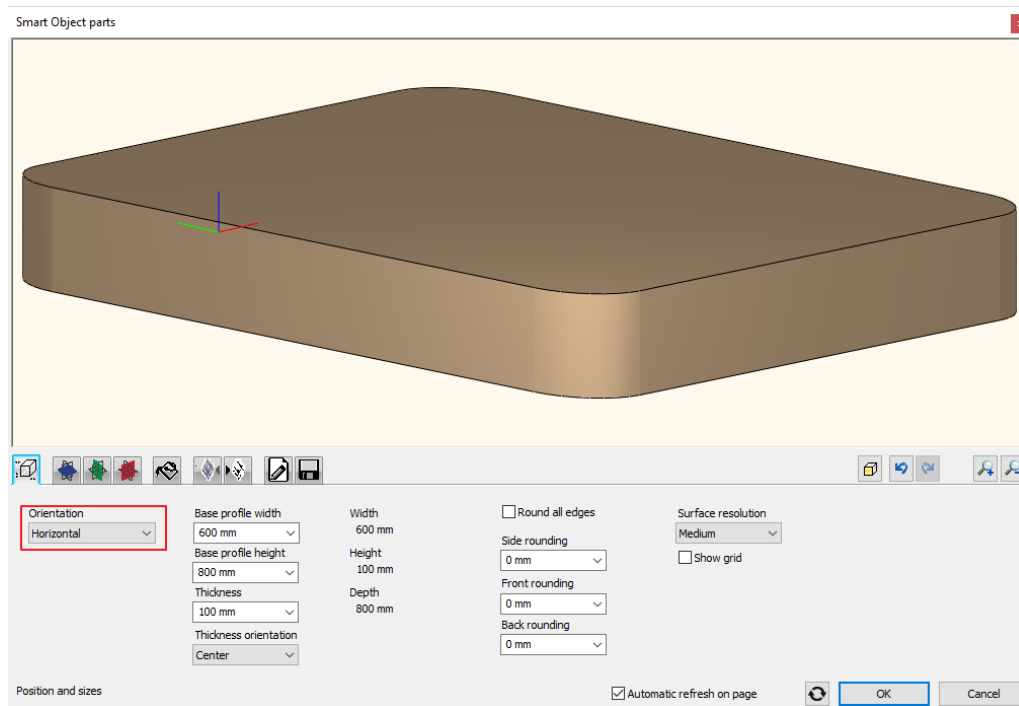 Smart Object parts
Orientation
Horizontal
Base profile width
600 mm
Base profile height
800 mm
Thickness
100 mm
Thickness orientation
Center
Width
600 mm
Height
100 mm
Depth
800 mm
Round all edges
Side rounding
0 mm
Front rounding
0 mm
Back rounding
0 mm
Surface resolution
Medium
Show grid
Position and sizes
Automatic refresh on page
OK
Cancel